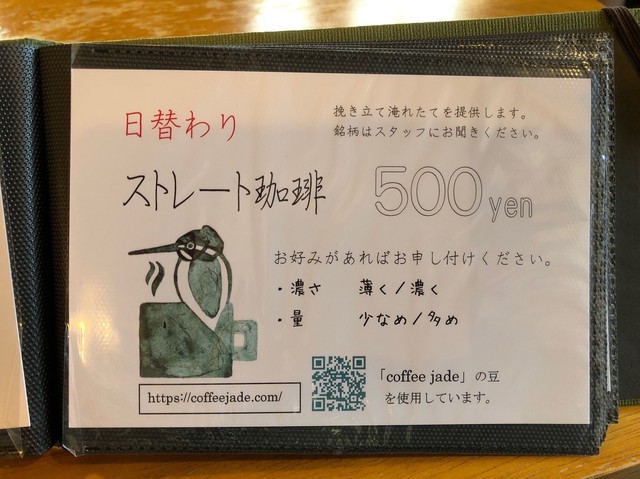 日替わり
挽き立て淹れたてを提供します。
銘柄はスタッフにお聞きください。
ストレート珈琲 500yen
お好みがあればお申し付けください。
・濃さ 薄く/濃く
・量 少なめ/多め
https://coffeejade.com/
「coffee jade」の豆
を使用しています。